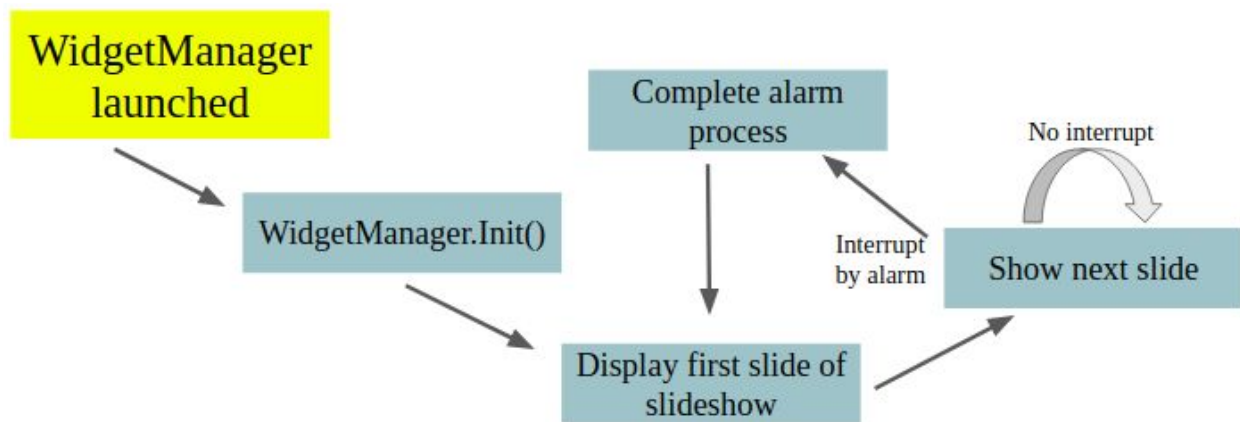 WidgetManager
launched
Complete alarm
process
No interrupt
WidgetManager.Init()
Interrupt
by alarm
Show next slide
Display first slide of
slideshow